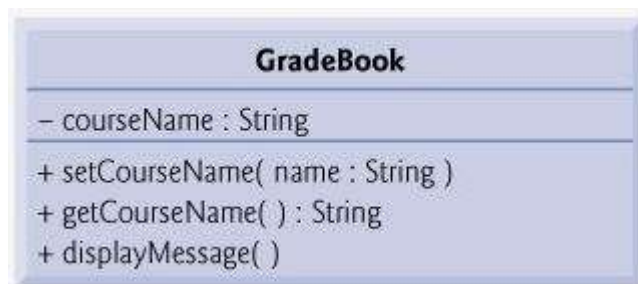 GradeBook
– courseName : String
+ setCourseName( name : String )
+ getCourseName( ) : String
+ displayMessage( )